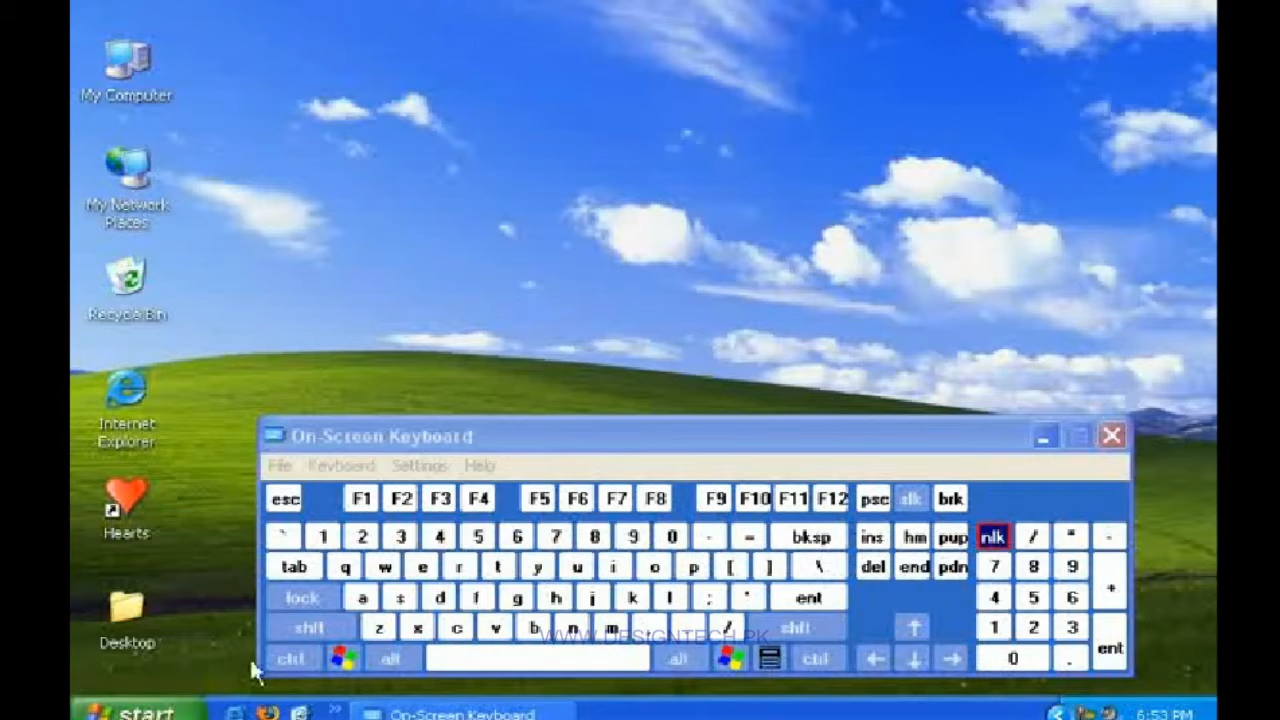 My Computer
My Network
Places
Recycle Bin
Internet
Explorer
Hearts
Desktop
On-Screen Keyboard
File Keyboard Settings Help
esc F1 F2 F3 F4 F5 F6 F7 F8 F9 F10 F11 F12 psc slk brk
` 1 2 3 4 5 6 7 8 9 0 - = bksp ins hm pup nlk / * -
tab q w e r t y u i o p [ ] \ del end pdn 7 8 9 +
lock a s d f g h j k l ; ' ent 4 5 6
shft z x c v b n m / shft ↑ 1 2 3 ent
ctrl alt alt ctrl ← ↓ → 0 .
WWW.DESIGNTECH.PK
start » On-Screen Keyboard 6:53 PM